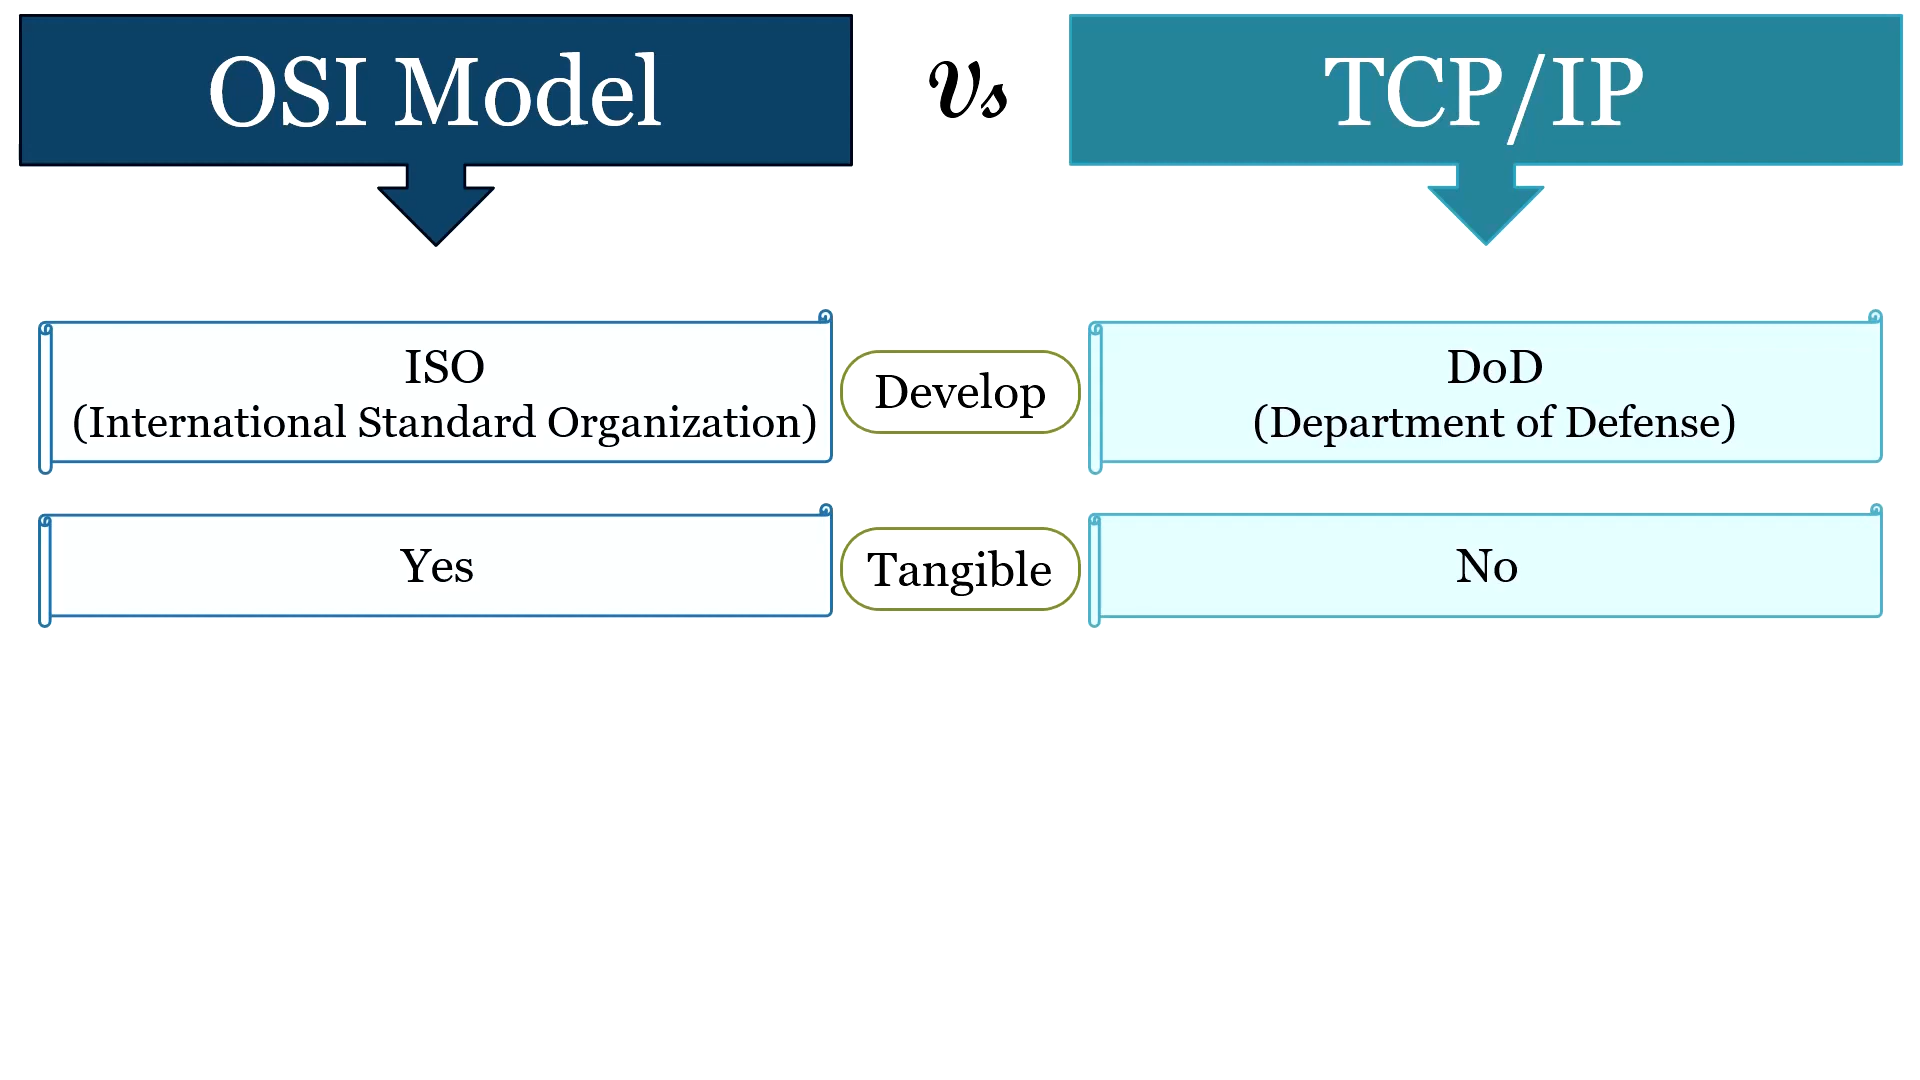 OSI Model
vs
TCP/IP
ISO
(International Standard Organization)
Develop
DoD
(Department of Defense)
Yes
Tangible
No